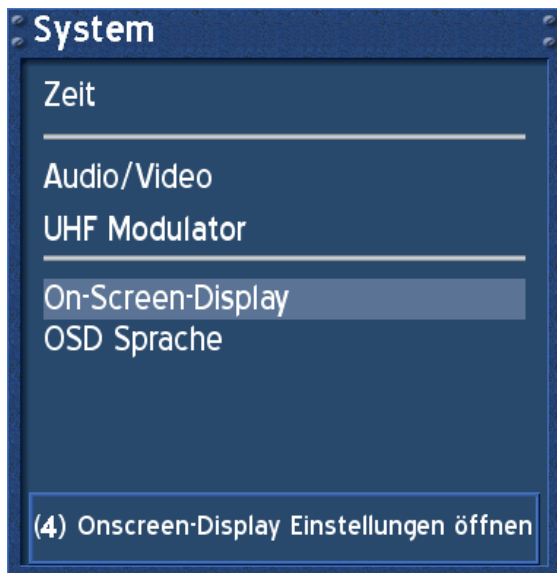 System
Zeit
Audio/Video
UHF Modulator
On-Screen-Display
OSD Sprache
(4) Onscreen-Display Einstellungen öffnen